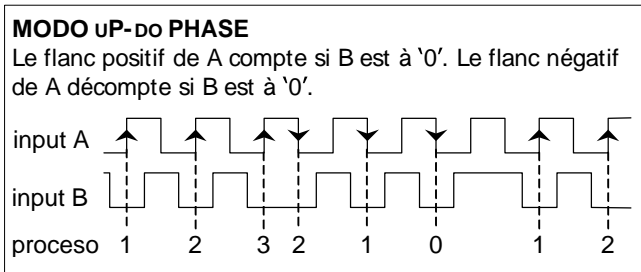 MODO UP-DO PHASE
Le flanc positif de A compte si B est à ‘0’. Le flanc négatif
de A décompte si B est à ‘0’.
input A
input B
proceso 1 2 3 2 1 0 1 2